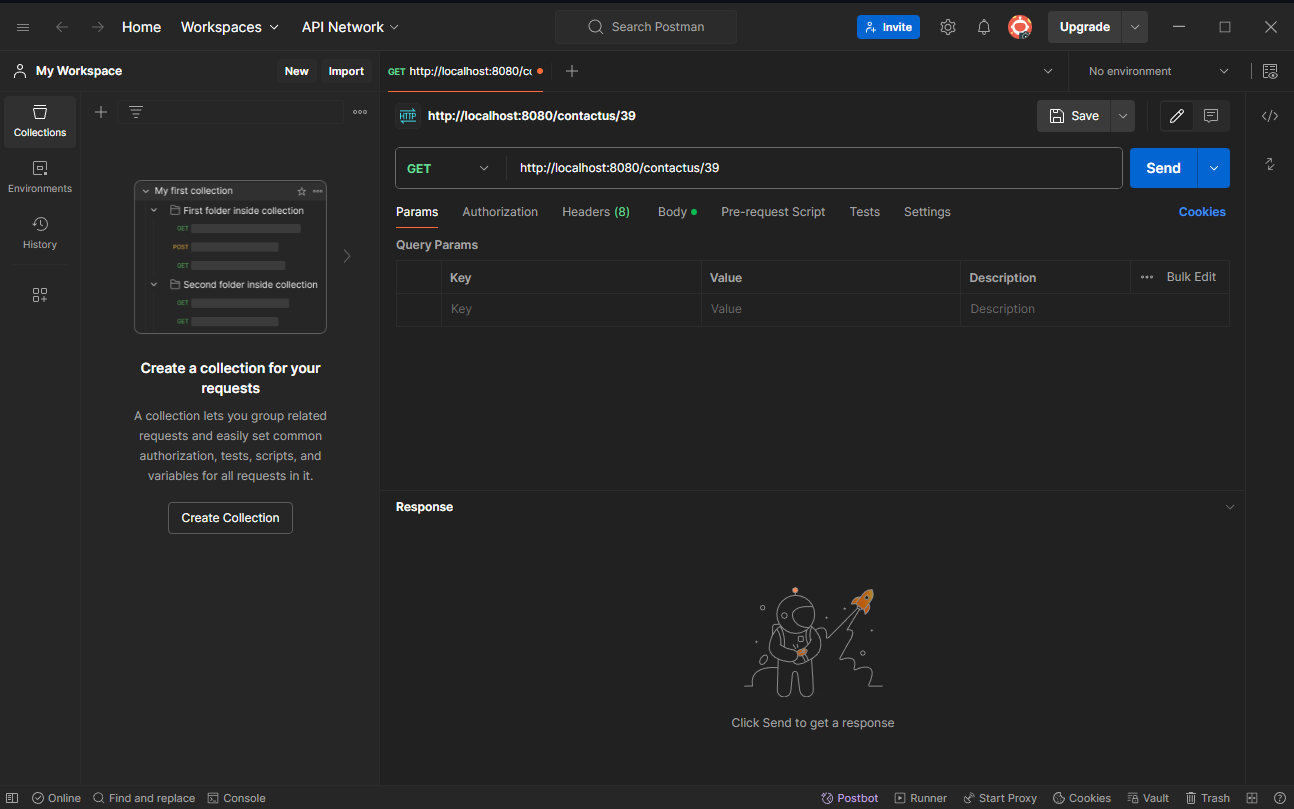 Home Workspaces API Network Search Postman Invite Upgrade
My Workspace New Import GET http://localhost:8080/c No environment
Collections
Environments
History
My first collection
First folder inside collection
GET
POST
GET
Second folder inside collection
GET
GET
Create a collection for your
requests
A collection lets you group related
requests and easily set common
authorization, tests, scripts, and
variables for all requests in it.
Create Collection
HTTP http://localhost:8080/contactus/39 Save
GET http://localhost:8080/contactus/39 Send
Params Authorization Headers (8) Body Pre-request Script Tests Settings Cookies
Query Params
Key Value Description Bulk Edit
Key Value Description
Response
Click Send to get a response
Online Find and replace Console Postbot Runner Start Proxy Cookies Vault Trash